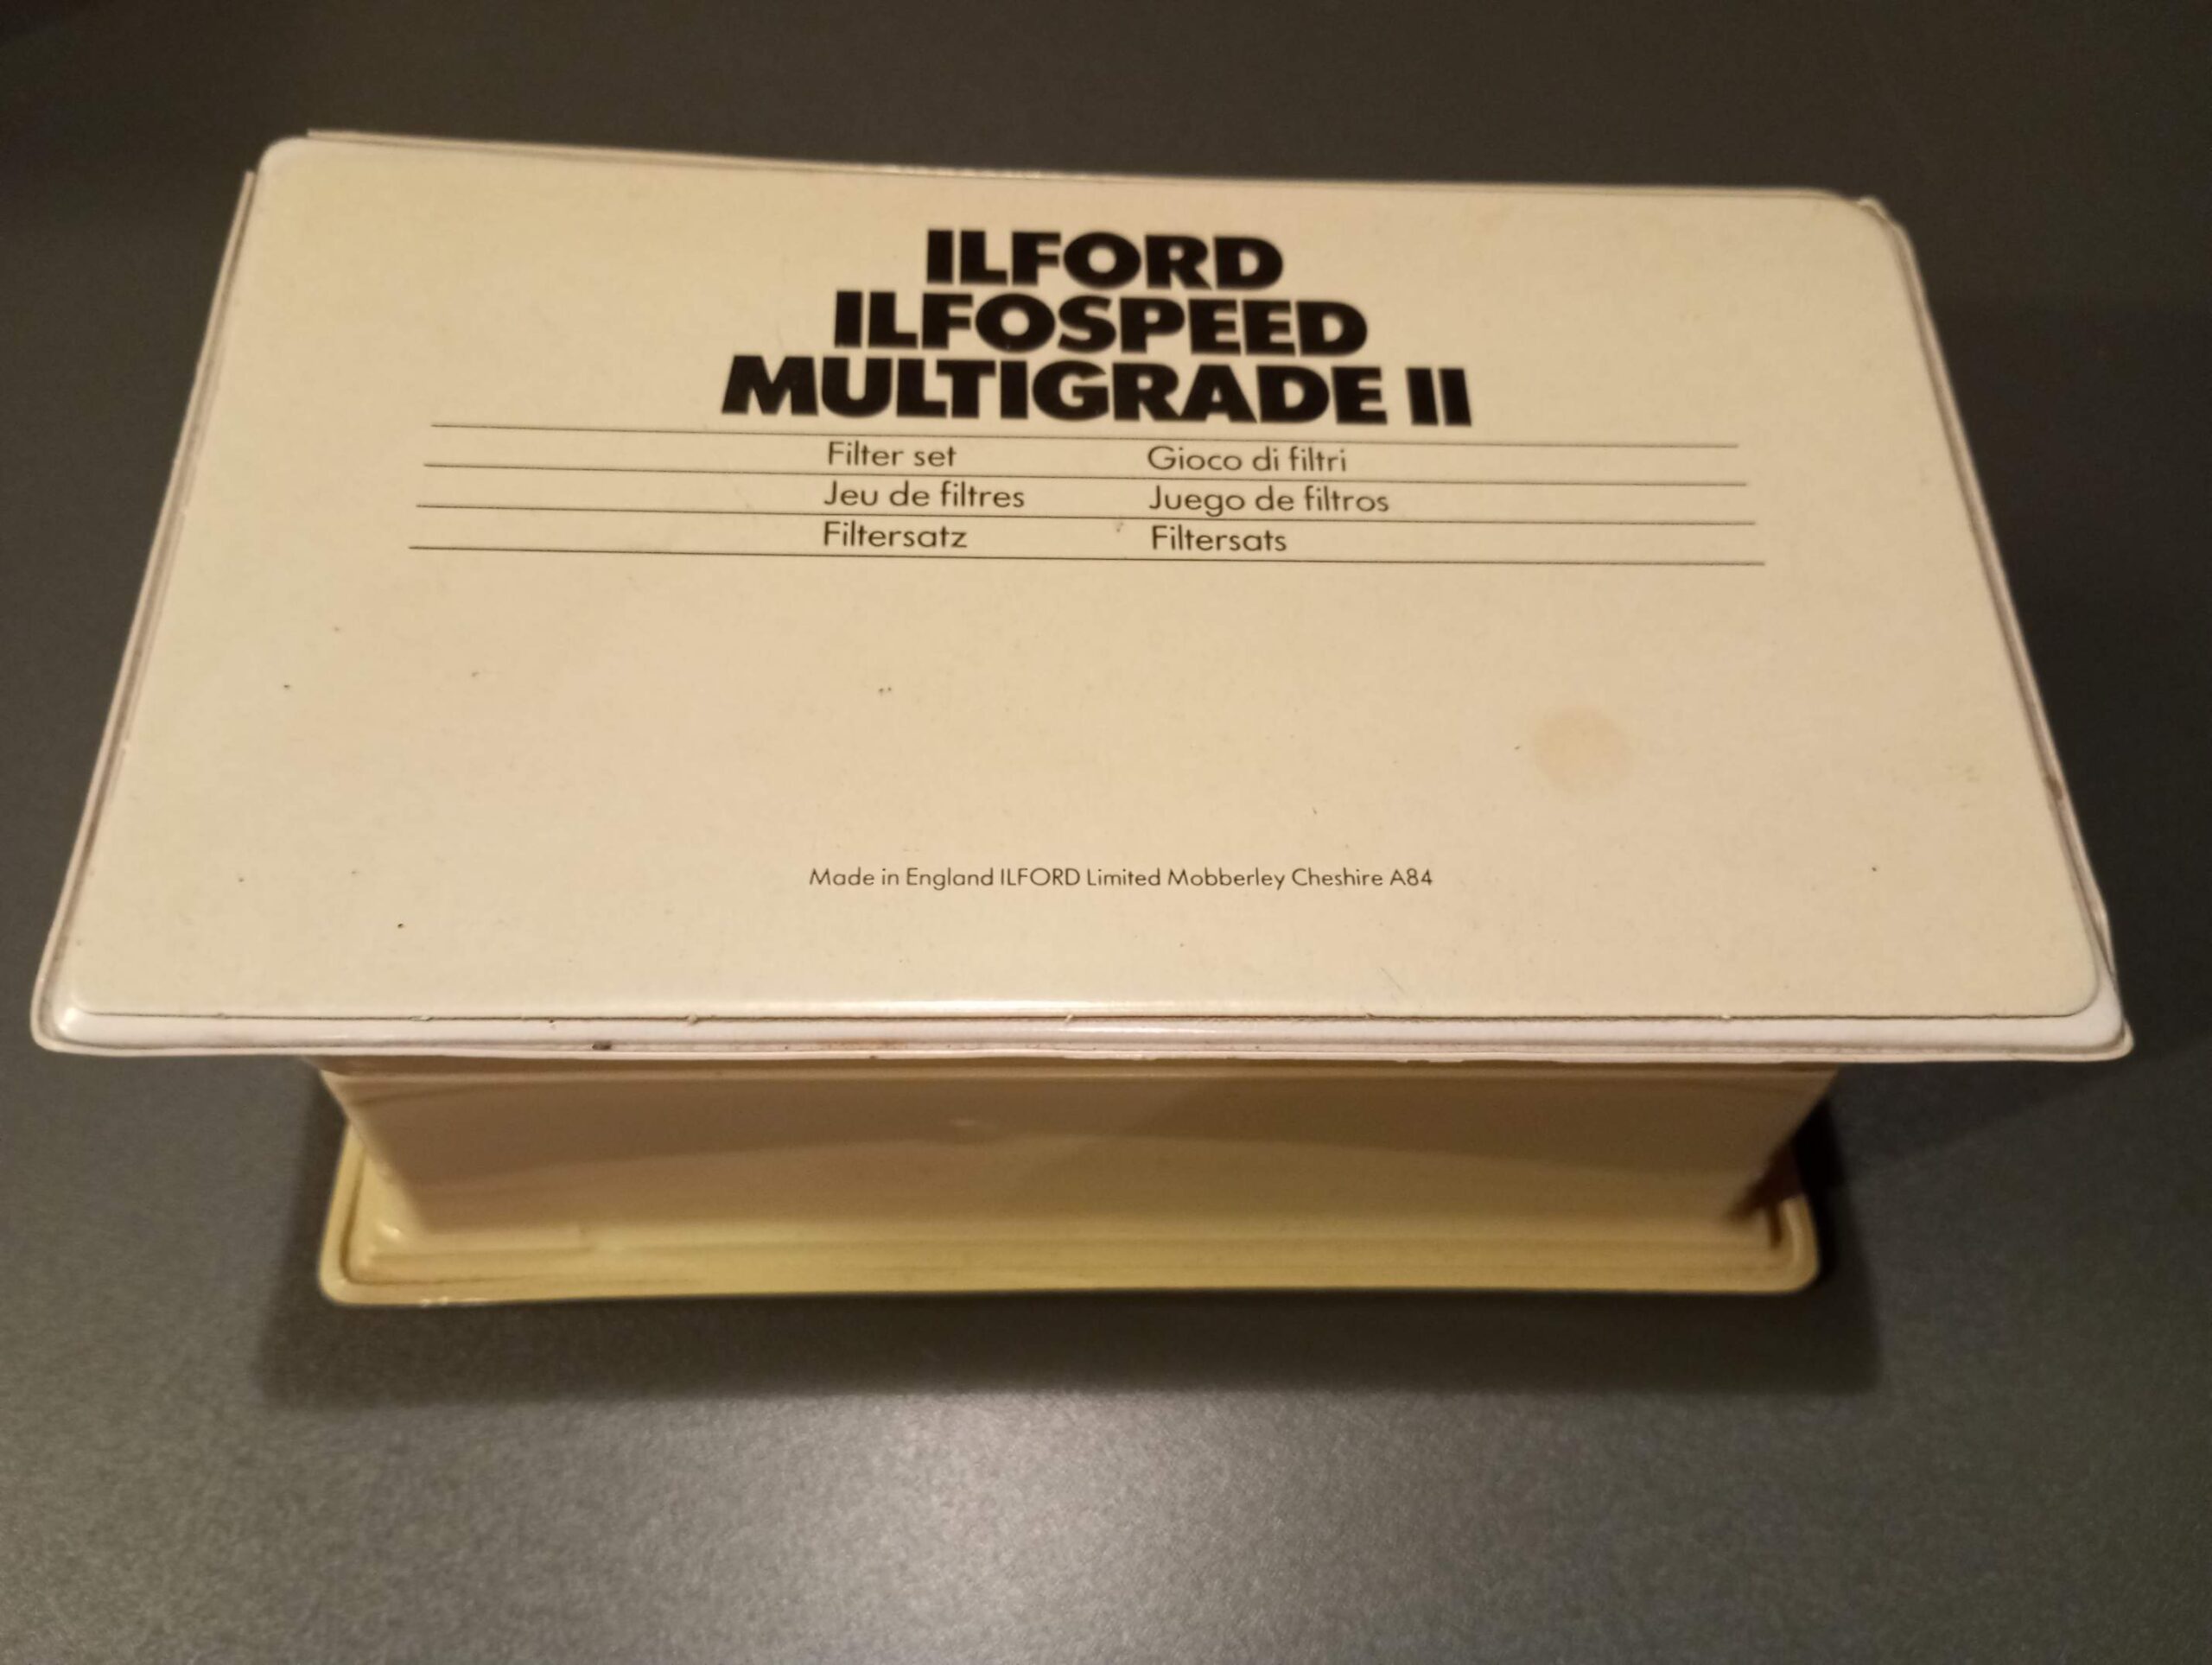 ILFORD
ILFOSPEED
MULTIGRADE II
Filter set Gioco di filtri
Jeu de filtres Juego de filtros
Filtersatz Filtersats
Made in England ILFORD Limited Mobberley Cheshire A84